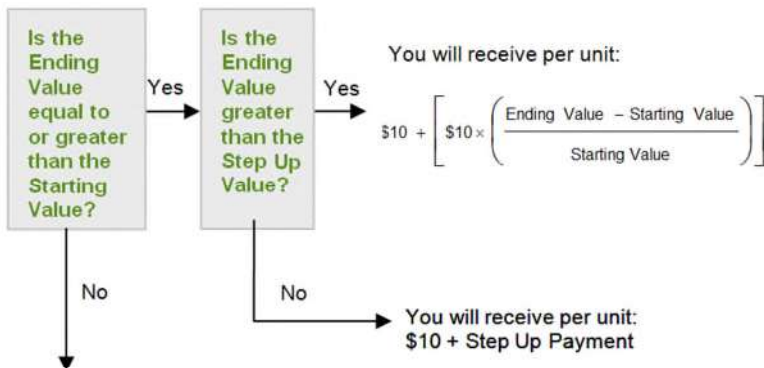 Is the
Ending
Value
equal to
or greater
than the
Starting
Value?
Yes
Is the
Ending
Value
greater
than the
Step Up
Value?
Yes
You will receive per unit:
$10 + [ $10 × ( Ending Value – Starting Value
Starting Value ) ]
No
No
You will receive per unit:
$10 + Step Up Payment